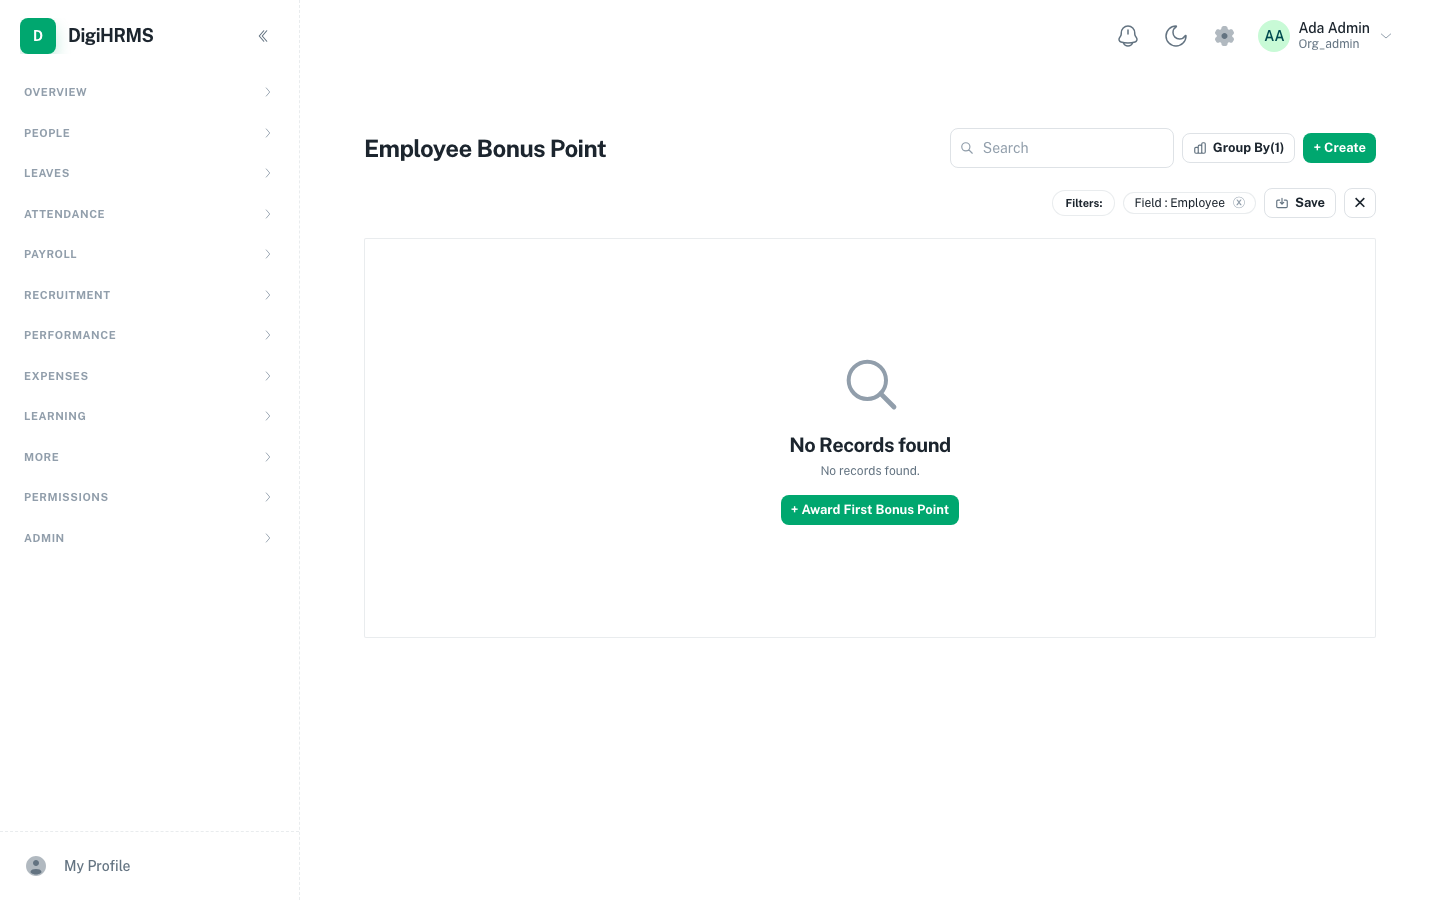 D
DigiHRMS
OVERVIEW
PEOPLE
LEAVES
ATTENDANCE
PAYROLL
RECRUITMENT
PERFORMANCE
EXPENSES
LEARNING
MORE
PERMISSIONS
ADMIN
My Profile
AA
Ada Admin
Org_admin
Employee Bonus Point
Search
Group By(1)
+ Create
Filters:
Field : Employee
Save
No Records found
No records found.
+ Award First Bonus Point